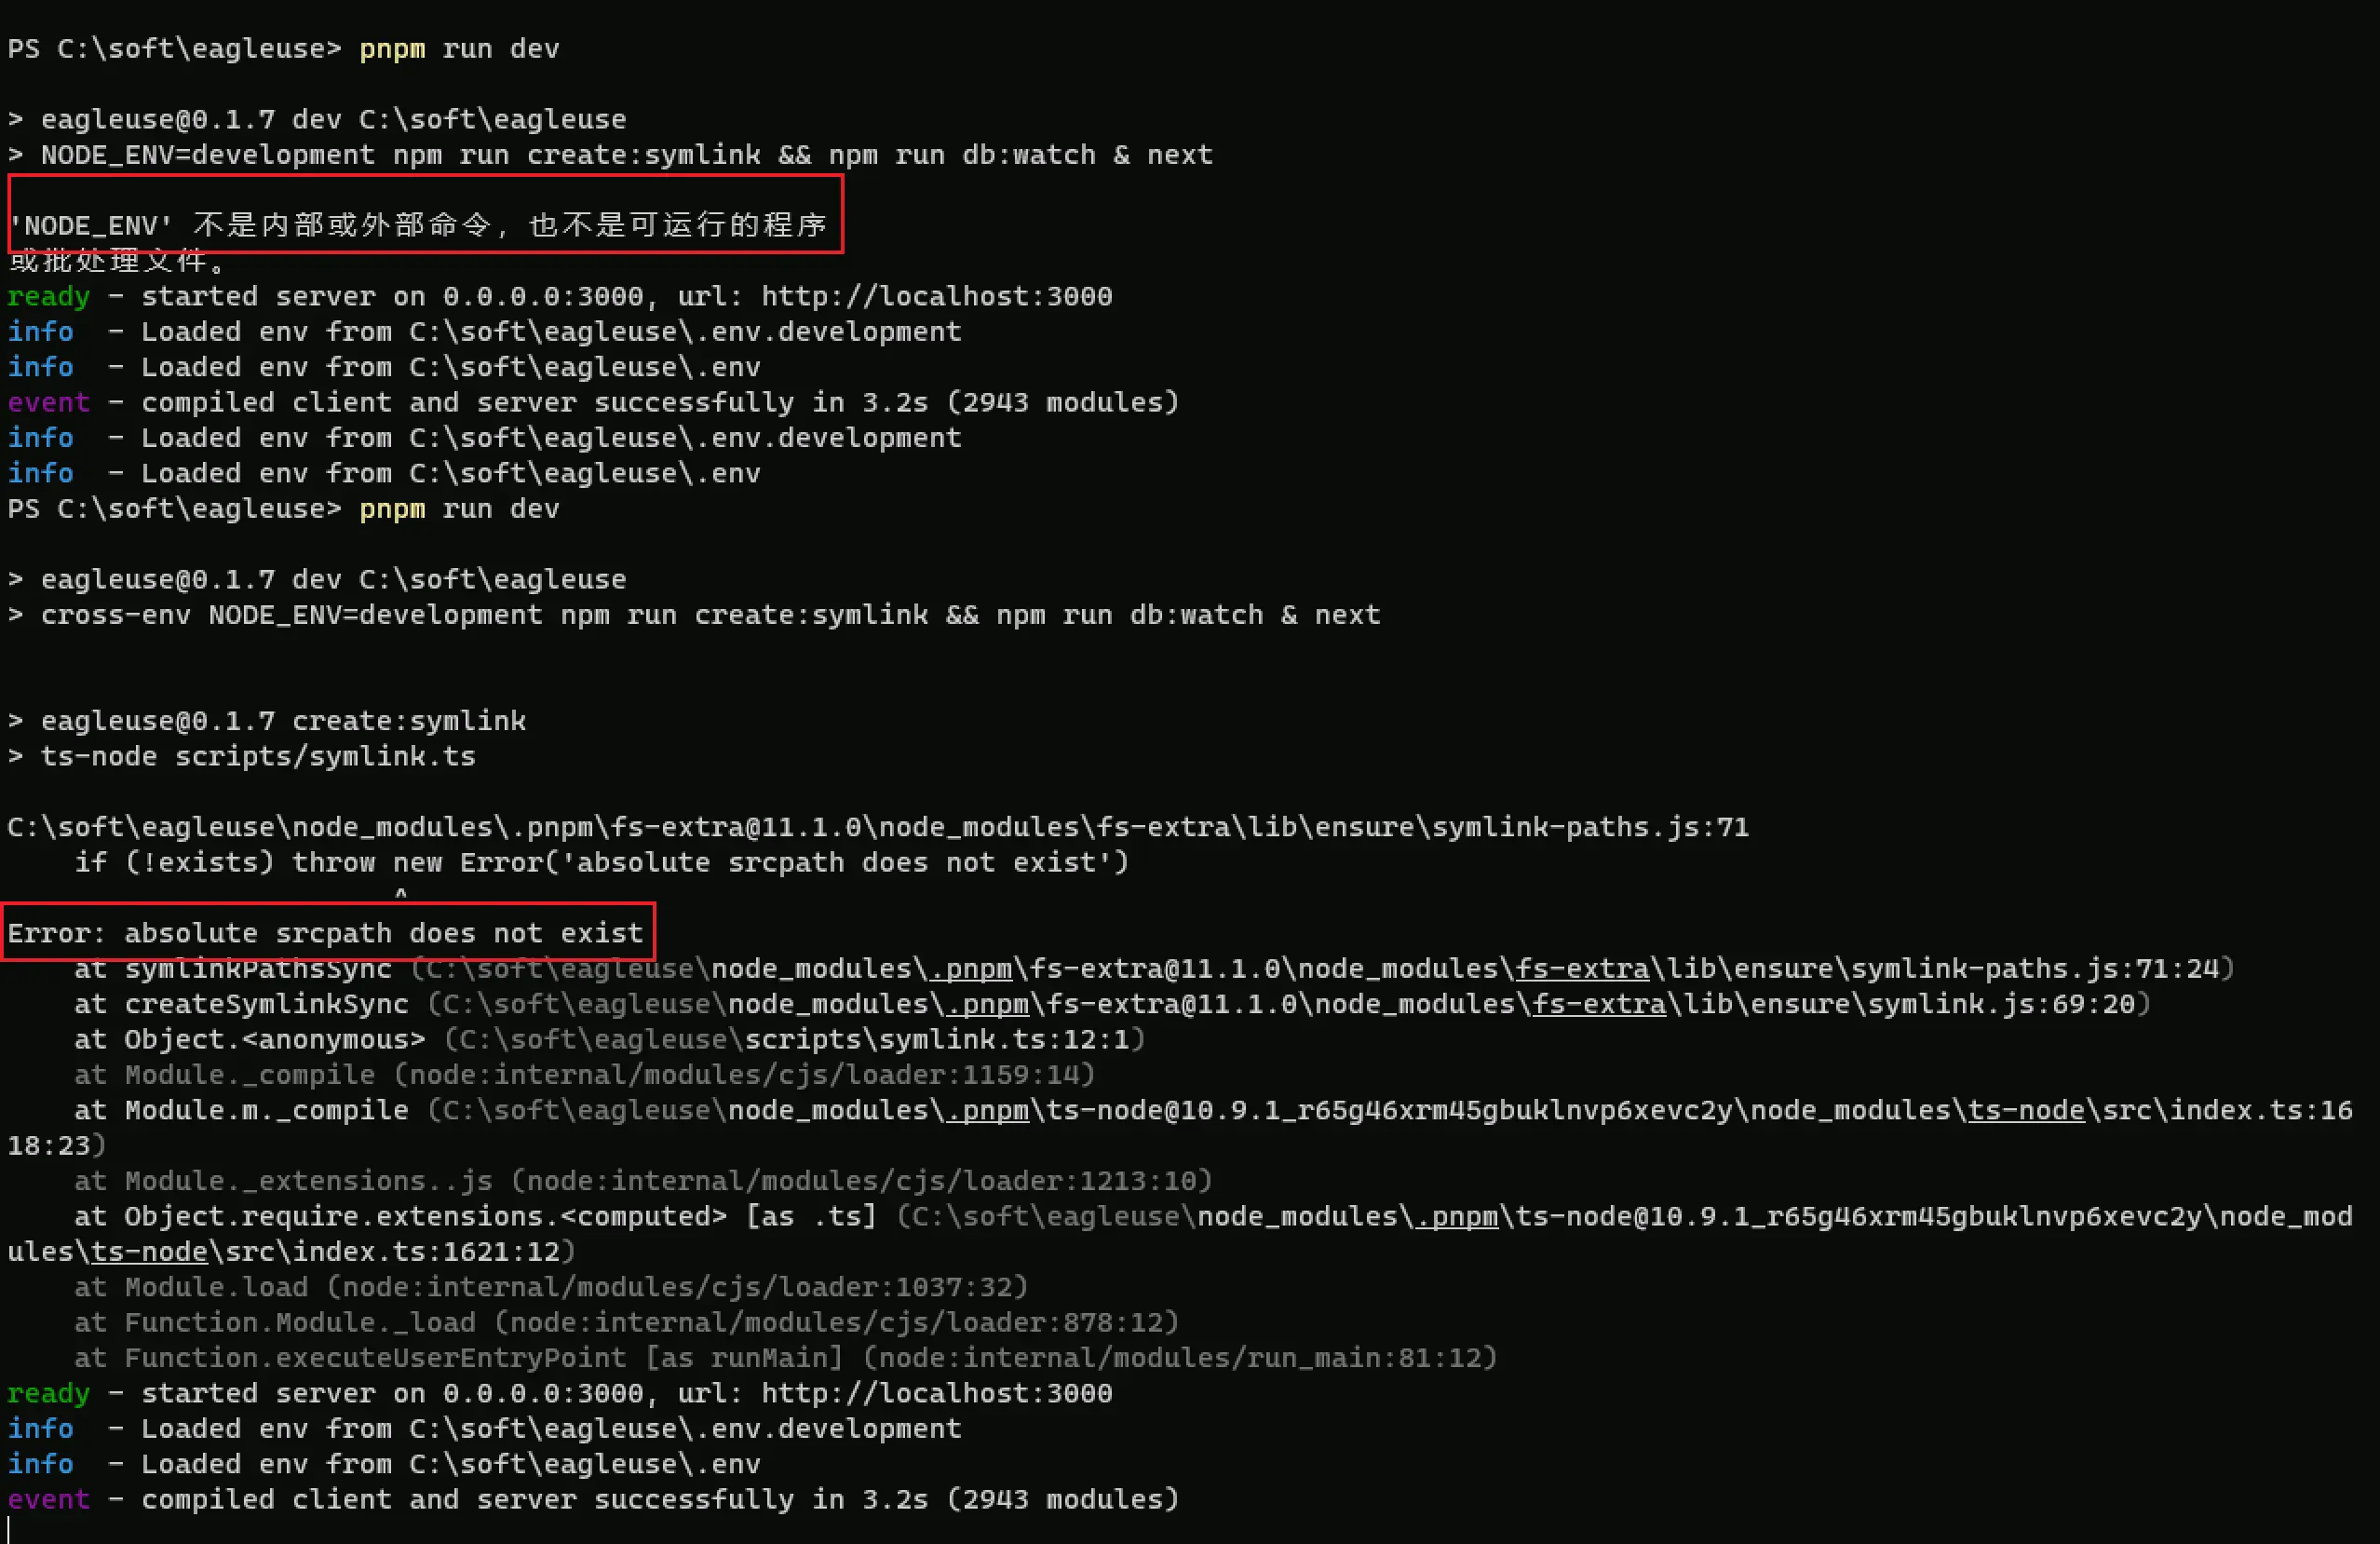 PS C:\soft\eagleuse> pnpm run dev
> eagleuse@0.1.7 dev C:\soft\eagleuse
> NODE_ENV=development npm run create:symlink && npm run db:watch & next
'NODE_ENV' 不是内部或外部命令，也不是可运行的程序
或批处理文件。
ready - started server on 0.0.0.0:3000, url: http://localhost:3000
info  - Loaded env from C:\soft\eagleuse\.env.development
info  - Loaded env from C:\soft\eagleuse\.env
event - compiled client and server successfully in 3.2s (2943 modules)
info  - Loaded env from C:\soft\eagleuse\.env.development
info  - Loaded env from C:\soft\eagleuse\.env
PS C:\soft\eagleuse> pnpm run dev
> eagleuse@0.1.7 dev C:\soft\eagleuse
> cross-env NODE_ENV=development npm run create:symlink && npm run db:watch & next
> eagleuse@0.1.7 create:symlink
> ts-node scripts/symlink.ts
C:\soft\eagleuse\node_modules\.pnpm\fs-extra@11.1.0\node_modules\fs-extra\lib\ensure\symlink-paths.js:71
    if (!exists) throw new Error('absolute srcpath does not exist')
                       ^
Error: absolute srcpath does not exist
    at symlinkPathsSync (C:\soft\eagleuse\node_modules\.pnpm\fs-extra@11.1.0\node_modules\fs-extra\lib\ensure\symlink-paths.js:71:24)
    at createSymlinkSync (C:\soft\eagleuse\node_modules\.pnpm\fs-extra@11.1.0\node_modules\fs-extra\lib\ensure\symlink.js:69:20)
    at Object.<anonymous> (C:\soft\eagleuse\scripts\symlink.ts:12:1)
    at Module._compile (node:internal/modules/cjs/loader:1159:14)
    at Module.m._compile (C:\soft\eagleuse\node_modules\.pnpm\ts-node@10.9.1_r65g46xrm45gbuklnvp6xevc2y\node_modules\ts-node\src\index.ts:16
18:23)
    at Module._extensions..js (node:internal/modules/cjs/loader:1213:10)
    at Object.require.extensions.<computed> [as .ts] (C:\soft\eagleuse\node_modules\.pnpm\ts-node@10.9.1_r65g46xrm45gbuklnvp6xevc2y\node_mod
ules\ts-node\src\index.ts:1621:12)
    at Module.load (node:internal/modules/cjs/loader:1037:32)
    at Function.Module._load (node:internal/modules/cjs/loader:878:12)
    at Function.executeUserEntryPoint [as runMain] (node:internal/modules/run_main:81:12)
ready - started server on 0.0.0.0:3000, url: http://localhost:3000
info  - Loaded env from C:\soft\eagleuse\.env.development
info  - Loaded env from C:\soft\eagleuse\.env
event - compiled client and server successfully in 3.2s (2943 modules)